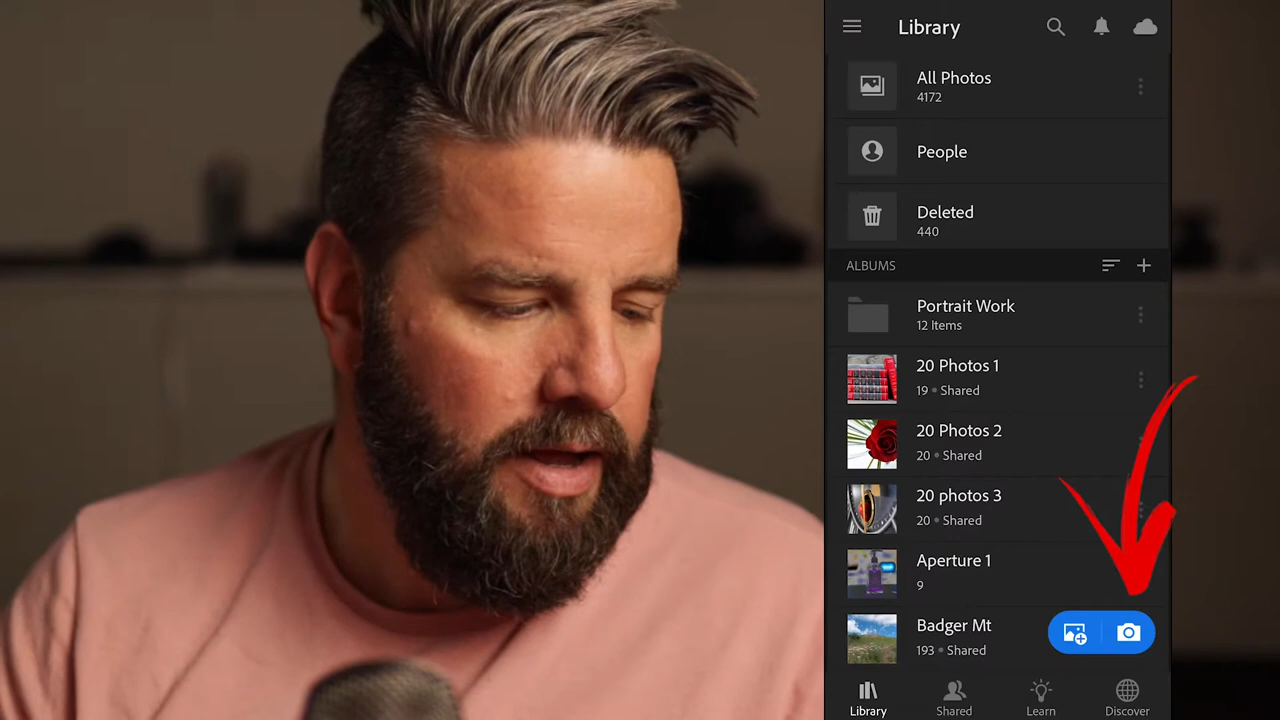 Library
All Photos
4172
People
Deleted
440
ALBUMS
Portrait Work
12 Items
20 Photos 1
19 • Shared
20 Photos 2
20 • Shared
20 photos 3
20 • Shared
Aperture 1
9
Badger Mt
193 • Shared
Library Shared Learn Discover